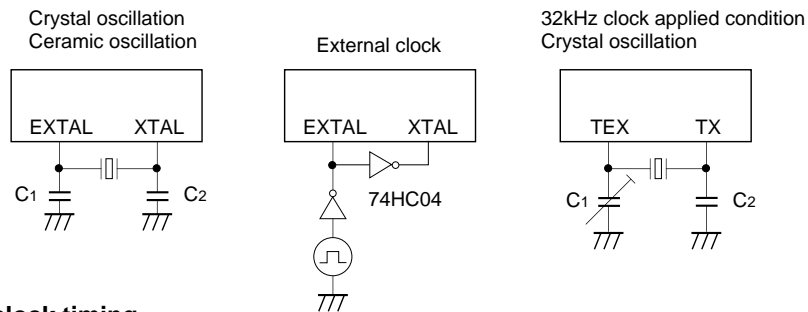 Crystal oscillation
Ceramic oscillation
External clock
32kHz clock applied condition
Crystal oscillation
EXTAL XTAL
EXTAL XTAL
TEX TX
C1 C2
74HC04
C1 C2
clock timing